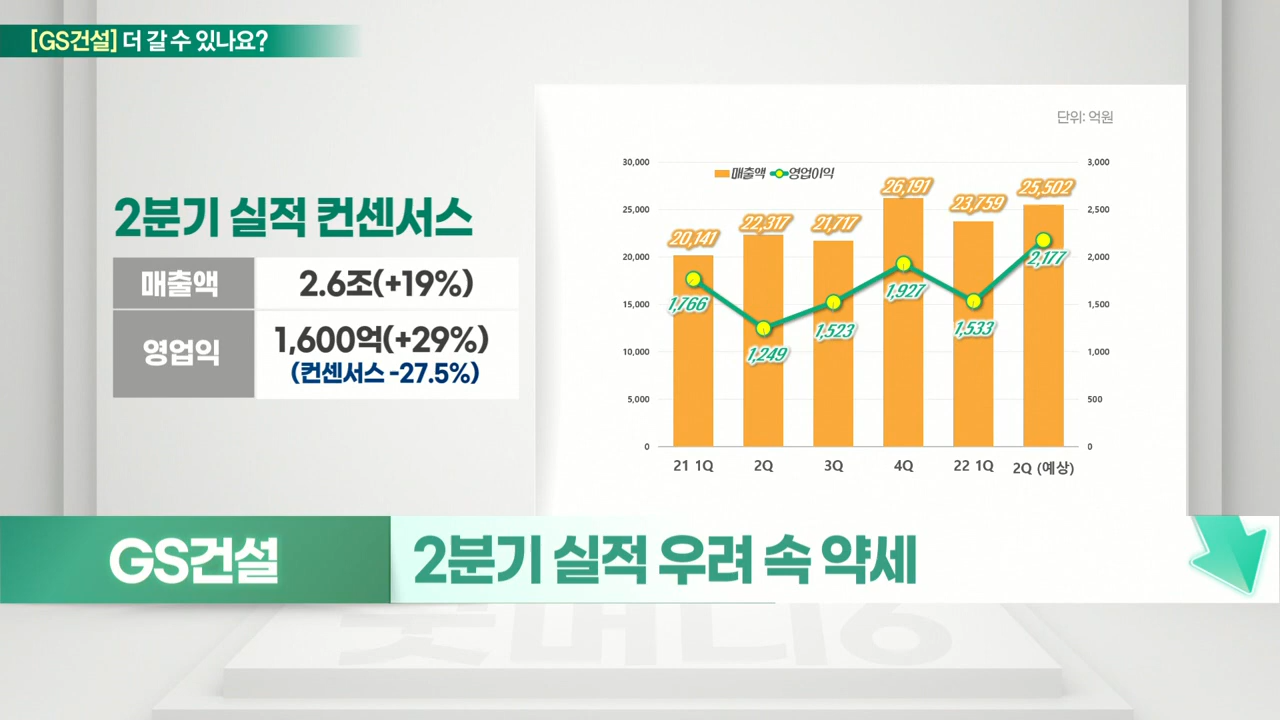 [GS건설] 더 갈 수 있나요?
2분기 실적 컨센서스
매출액 2.6조(+19%)
영업익 1,600억(+29%)
(컨센서스 -27.5%)
단위: 억원
매출액 영업이익
30,000
25,000
20,000
15,000
10,000
5,000
0
3,000
2,500
2,000
1,500
1,000
500
0
20,141
22,317
21,717
26,191
23,759
25,502
1,766
1,249
1,523
1,927
1,533
2,177
21 1Q 2Q 3Q 4Q 22 1Q 2Q (예상)
GS건설 2분기 실적 우려 속 약세